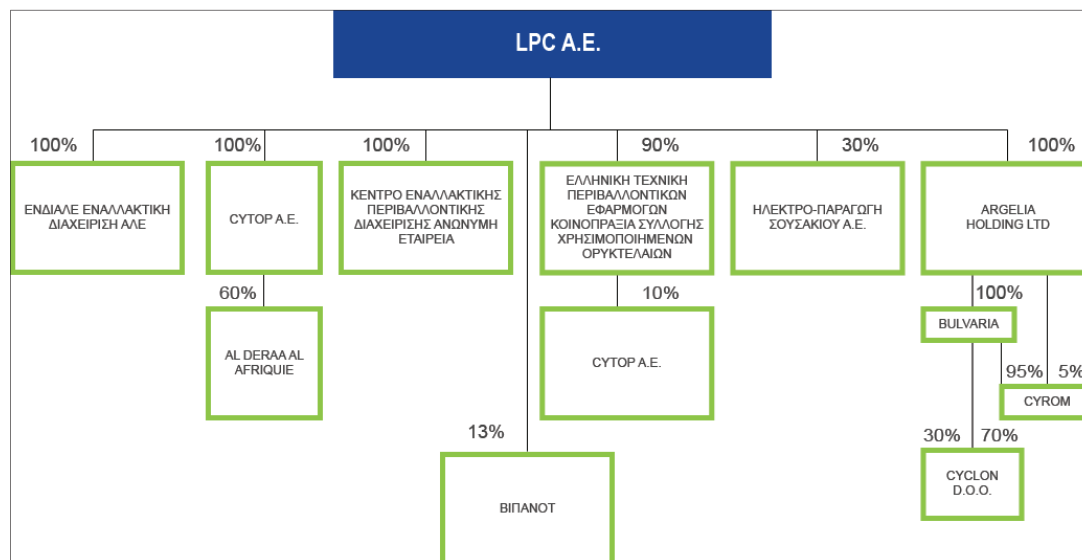 LPC A.E.
100%
100%
100%
90%
30%
100%
ΕΝΔΙΑΛΕ ΕΝΑΛΛΑΚΤΙΚΗ
ΔΙΑΧΕΙΡΙΣΗ ΑΛΕ
CYTOP A.E.
ΚΕΝΤΡΟ ΕΝΑΛΛΑΚΤΙΚΗΣ
ΠΕΡΙΒΑΛΛΟΝΤΙΚΗΣ
ΔΙΑΧΕΙΡΙΣΗΣ ΑΝΩΝΥΜΗ
ΕΤΑΙΡΕΙΑ
ΕΛΛΗΝΙΚΗ ΤΕΧΝΙΚΗ
ΠΕΡΙΒΑΛΛΟΝΤΙΚΩΝ
ΕΦΑΡΜΟΓΩΝ
ΚΟΙΝΟΠΡΑΞΙΑ ΣΥΛΛΟΓΗΣ
ΧΡΗΣΙΜΟΠΟΙΗΜΕΝΩΝ
ΟΡΥΚΤΕΛΑΙΩΝ
ΗΛΕΚΤΡΟ-ΠΑΡΑΓΩΓΗ
ΣΟΥΣΑΚΙΟΥ Α.Ε.
ARGELIA
HOLDING LTD
60%
10%
100%
AL DERAA AL
AFRIQUIE
CYTOP A.E.
BULVARIA
95%
5%
CYROM
13%
30%
70%
ΒΙΠΑΝΟΤ
CYCLON
D.O.O.